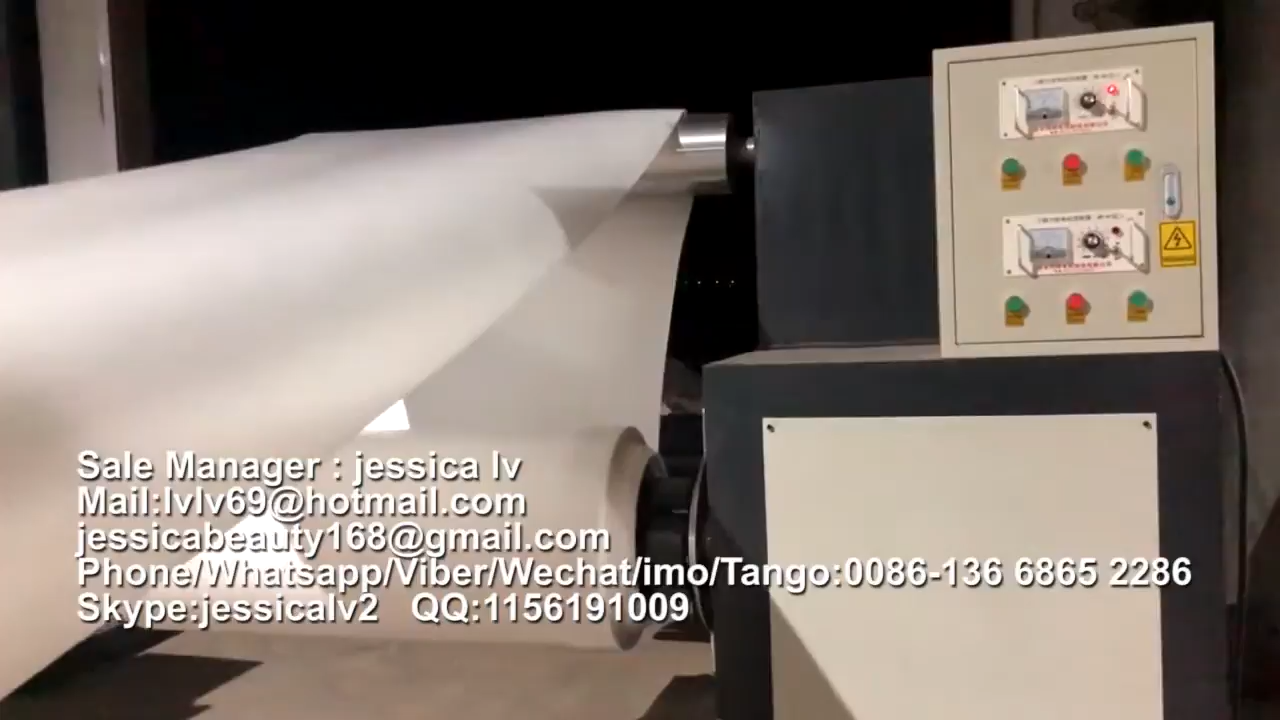 Sale Manager : jessica lv
Mail:lvlv69@hotmail.com
jessicabeauty168@gmail.com
Phone/Whatsapp/Viber/Wechat/imo/Tango:0086-136 6865 2286
Skype:jessicalv2 QQ:1156191009